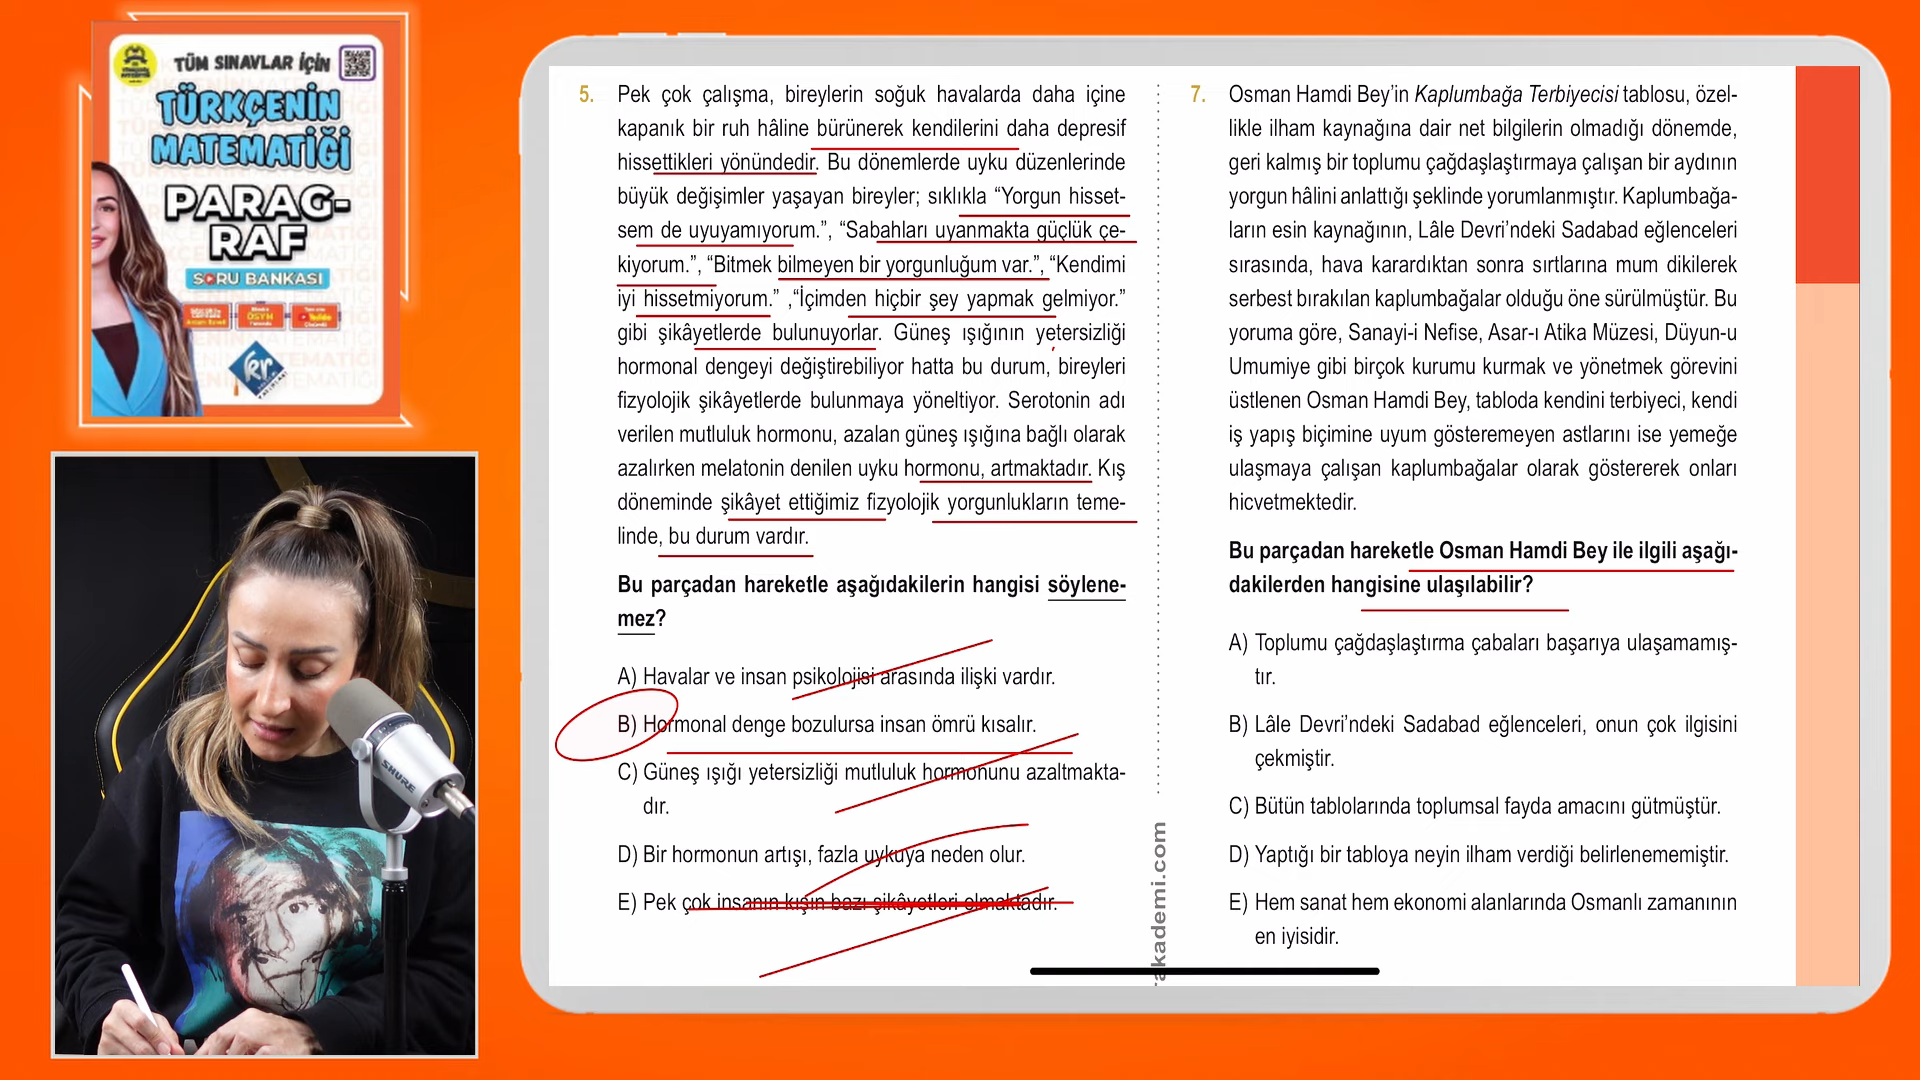 TÜM SINAVLAR İÇİN
TÜRKÇENİN
MATEMATİĞİ
PARAG-
RAF
SORU BANKASI
ÖSYM
kr
SHURE
5. Pek çok çalışma, bireylerin soğuk havalarda daha içine
kapanık bir ruh hâline bürünerek kendilerini daha depresif
hissettikleri yönündedir. Bu dönemlerde uyku düzenlerinde
büyük değişimler yaşayan bireyler; sıklıkla “Yorgun hisset-
sem de uyuyamıyorum.”, “Sabahları uyanmakta güçlük çe-
kiyorum.”, “Bitmek bilmeyen bir yorgunluğum var.”, “Kendimi
iyi hissetmiyorum.” ,“İçimden hiçbir şey yapmak gelmiyor.”
gibi şikâyetlerde bulunuyorlar. Güneş ışığının yetersizliği
hormonal dengeyi değiştirebiliyor hatta bu durum, bireyleri
fizyolojik şikâyetlerde bulunmaya yöneltiyor. Serotonin adı
verilen mutluluk hormonu, azalan güneş ışığına bağlı olarak
azalırken melatonin denilen uyku hormonu, artmaktadır. Kış
döneminde şikâyet ettiğimiz fizyolojik yorgunlukların teme-
linde, bu durum vardır.
Bu parçadan hareketle aşağıdakilerin hangisi söylene-
mez?
A) Havalar ve insan psikolojisi arasında ilişki vardır.
B) Hormonal denge bozulursa insan ömrü kısalır.
C) Güneş ışığı yetersizliği mutluluk hormonunu azaltmakta-
dır.
D) Bir hormonun artışı, fazla uykuya neden olur.
E) Pek çok insanın kışın bazı şikâyetleri olmaktadır.
rakademi.com
7. Osman Hamdi Bey’in Kaplumbağa Terbiyecisi tablosu, özel-
likle ilham kaynağına dair net bilgilerin olmadığı dönemde,
geri kalmış bir toplumu çağdaşlaştırmaya çalışan bir aydının
yorgun hâlini anlattığı şeklinde yorumlanmıştır. Kaplumbağa-
ların esin kaynağının, Lâle Devri’ndeki Sadabad eğlenceleri
sırasında, hava karardıktan sonra sırtlarına mum dikilerek
serbest bırakılan kaplumbağalar olduğu öne sürülmüştür. Bu
yoruma göre, Sanayi-i Nefise, Asar-ı Atika Müzesi, Düyun-u
Umumiye gibi birçok kurumu kurmak ve yönetmek görevini
üstlenen Osman Hamdi Bey, tabloda kendini terbiyeci, kendi
iş yapış biçimine uyum gösteremeyen astlarını ise yemeğe
ulaşmaya çalışan kaplumbağalar olarak göstererek onları
hicvetmektedir.
Bu parçadan hareketle Osman Hamdi Bey ile ilgili aşağı-
dakilerden hangisine ulaşılabilir?
A) Toplumu çağdaşlaştırma çabaları başarıya ulaşamamış-
tır.
B) Lâle Devri’ndeki Sadabad eğlenceleri, onun çok ilgisini
çekmiştir.
C) Bütün tablolarında toplumsal fayda amacını gütmüştür.
D) Yaptığı bir tabloya neyin ilham verdiği belirlenememiştir.
E) Hem sanat hem ekonomi alanlarında Osmanlı zamanının
en iyisidir.